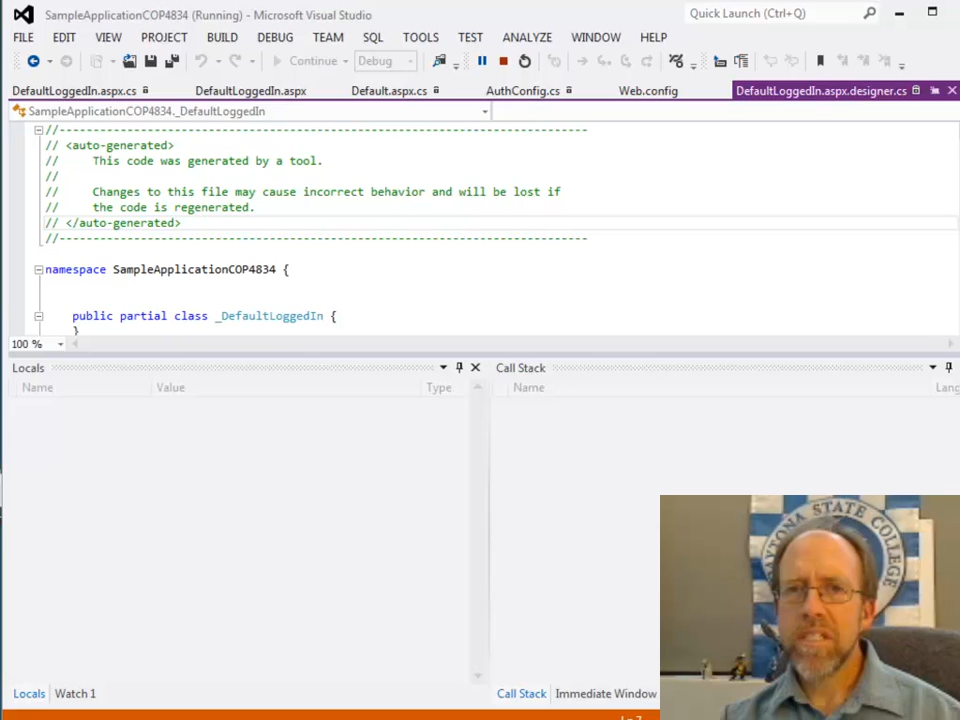 SampleApplicationCOP4834 (Running) - Microsoft Visual Studio
Quick Launch (Ctrl+Q)
FILE EDIT VIEW PROJECT BUILD DEBUG TEAM SQL TOOLS TEST ANALYZE WINDOW HELP
Continue Debug
DefaultLoggedIn.aspx.cs DefaultLoggedIn.aspx Default.aspx.cs AuthConfig.cs Web.config DefaultLoggedIn.aspx.designer.cs
SampleApplicationCOP4834._DefaultLoggedIn
//------------------------------------------------------------------------------
// <auto-generated>
//     This code was generated by a tool.
//
//     Changes to this file may cause incorrect behavior and will be lost if
//     the code is regenerated.
// </auto-generated>
//------------------------------------------------------------------------------
namespace SampleApplicationCOP4834 {
public partial class _DefaultLoggedIn {
}
100 %
Locals
Call Stack
Name Value Type
Name Lang
STATE COLLEGE
Locals Watch 1
Call Stack Immediate Window